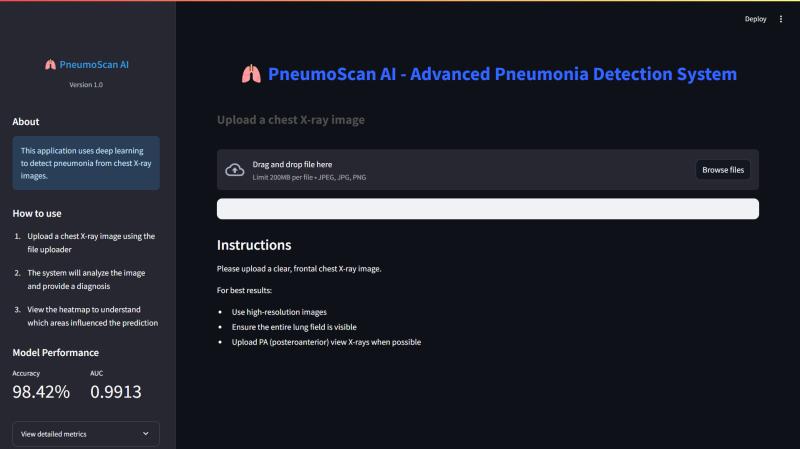 Deploy
PneumoScan AI
Version 1.0
About
This application uses deep learning
to detect pneumonia from chest X-ray
images.
How to use
1. Upload a chest X-ray image using the
file uploader
2. The system will analyze the image
and provide a diagnosis
3. View the heatmap to understand
which areas influenced the prediction
Model Performance
Accuracy
98.42%
AUC
0.9913
View detailed metrics
PneumoScan AI - Advanced Pneumonia Detection System
Upload a chest X-ray image
Drag and drop file here
Limit 200MB per file • JPEG, JPG, PNG
Browse files
Instructions
Please upload a clear, frontal chest X-ray image.
For best results:
• Use high-resolution images
• Ensure the entire lung field is visible
• Upload PA (posteroanterior) view X-rays when possible